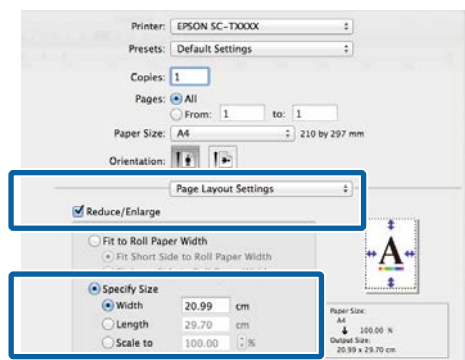 Printer: EPSON SC-TXXXX
Presets: Default Settings
Copies: 1
Pages: All
From: 1 to: 1
Paper Size: A4 210 by 297 mm
Orientation:
Page Layout Settings
Reduce/Enlarge
Fit to Roll Paper Width
Fit Short Side to Roll Paper Width
Specify Size
Width 20.99 cm
Length 29.70 cm
Scale to 100.00 %
A
Paper Size:
A4
100.00 %
Output Size:
20.99 x 29.70 cm